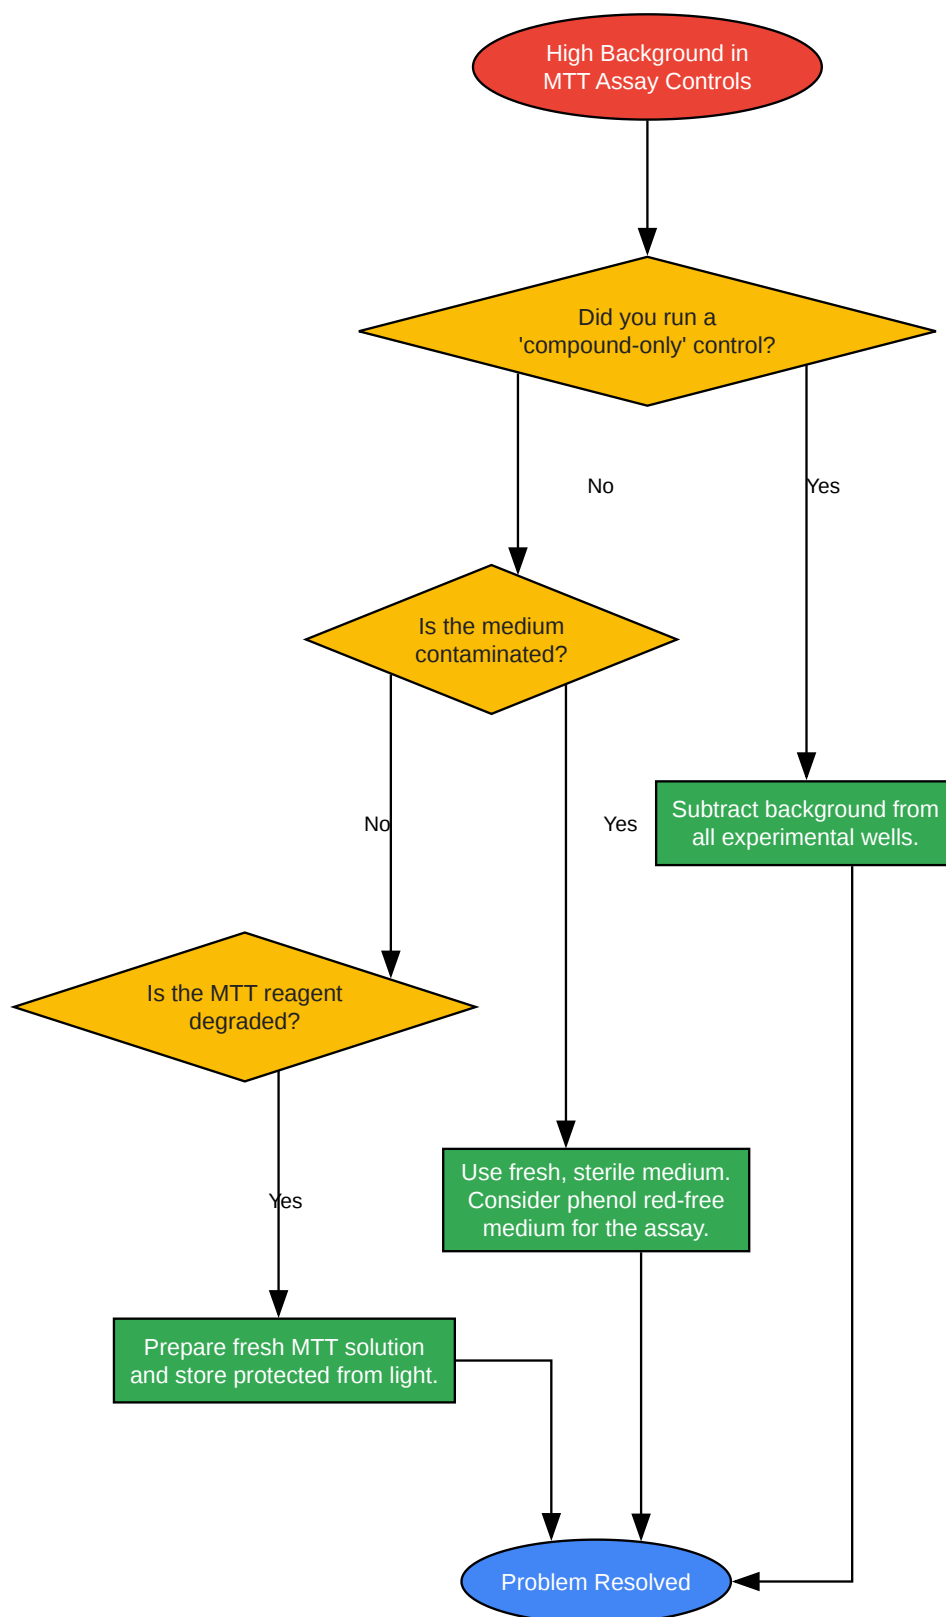 High Background in
MTT Assay Controls
Did you run a
'compound-only' control?
No
Yes
Is the medium
contaminated?
No
Yes
Subtract background from
all experimental wells.
Is the MTT reagent
degraded?
Yes
Use fresh, sterile medium.
Consider phenol red-free
medium for the assay.
Prepare fresh MTT solution
and store protected from light.
Problem Resolved